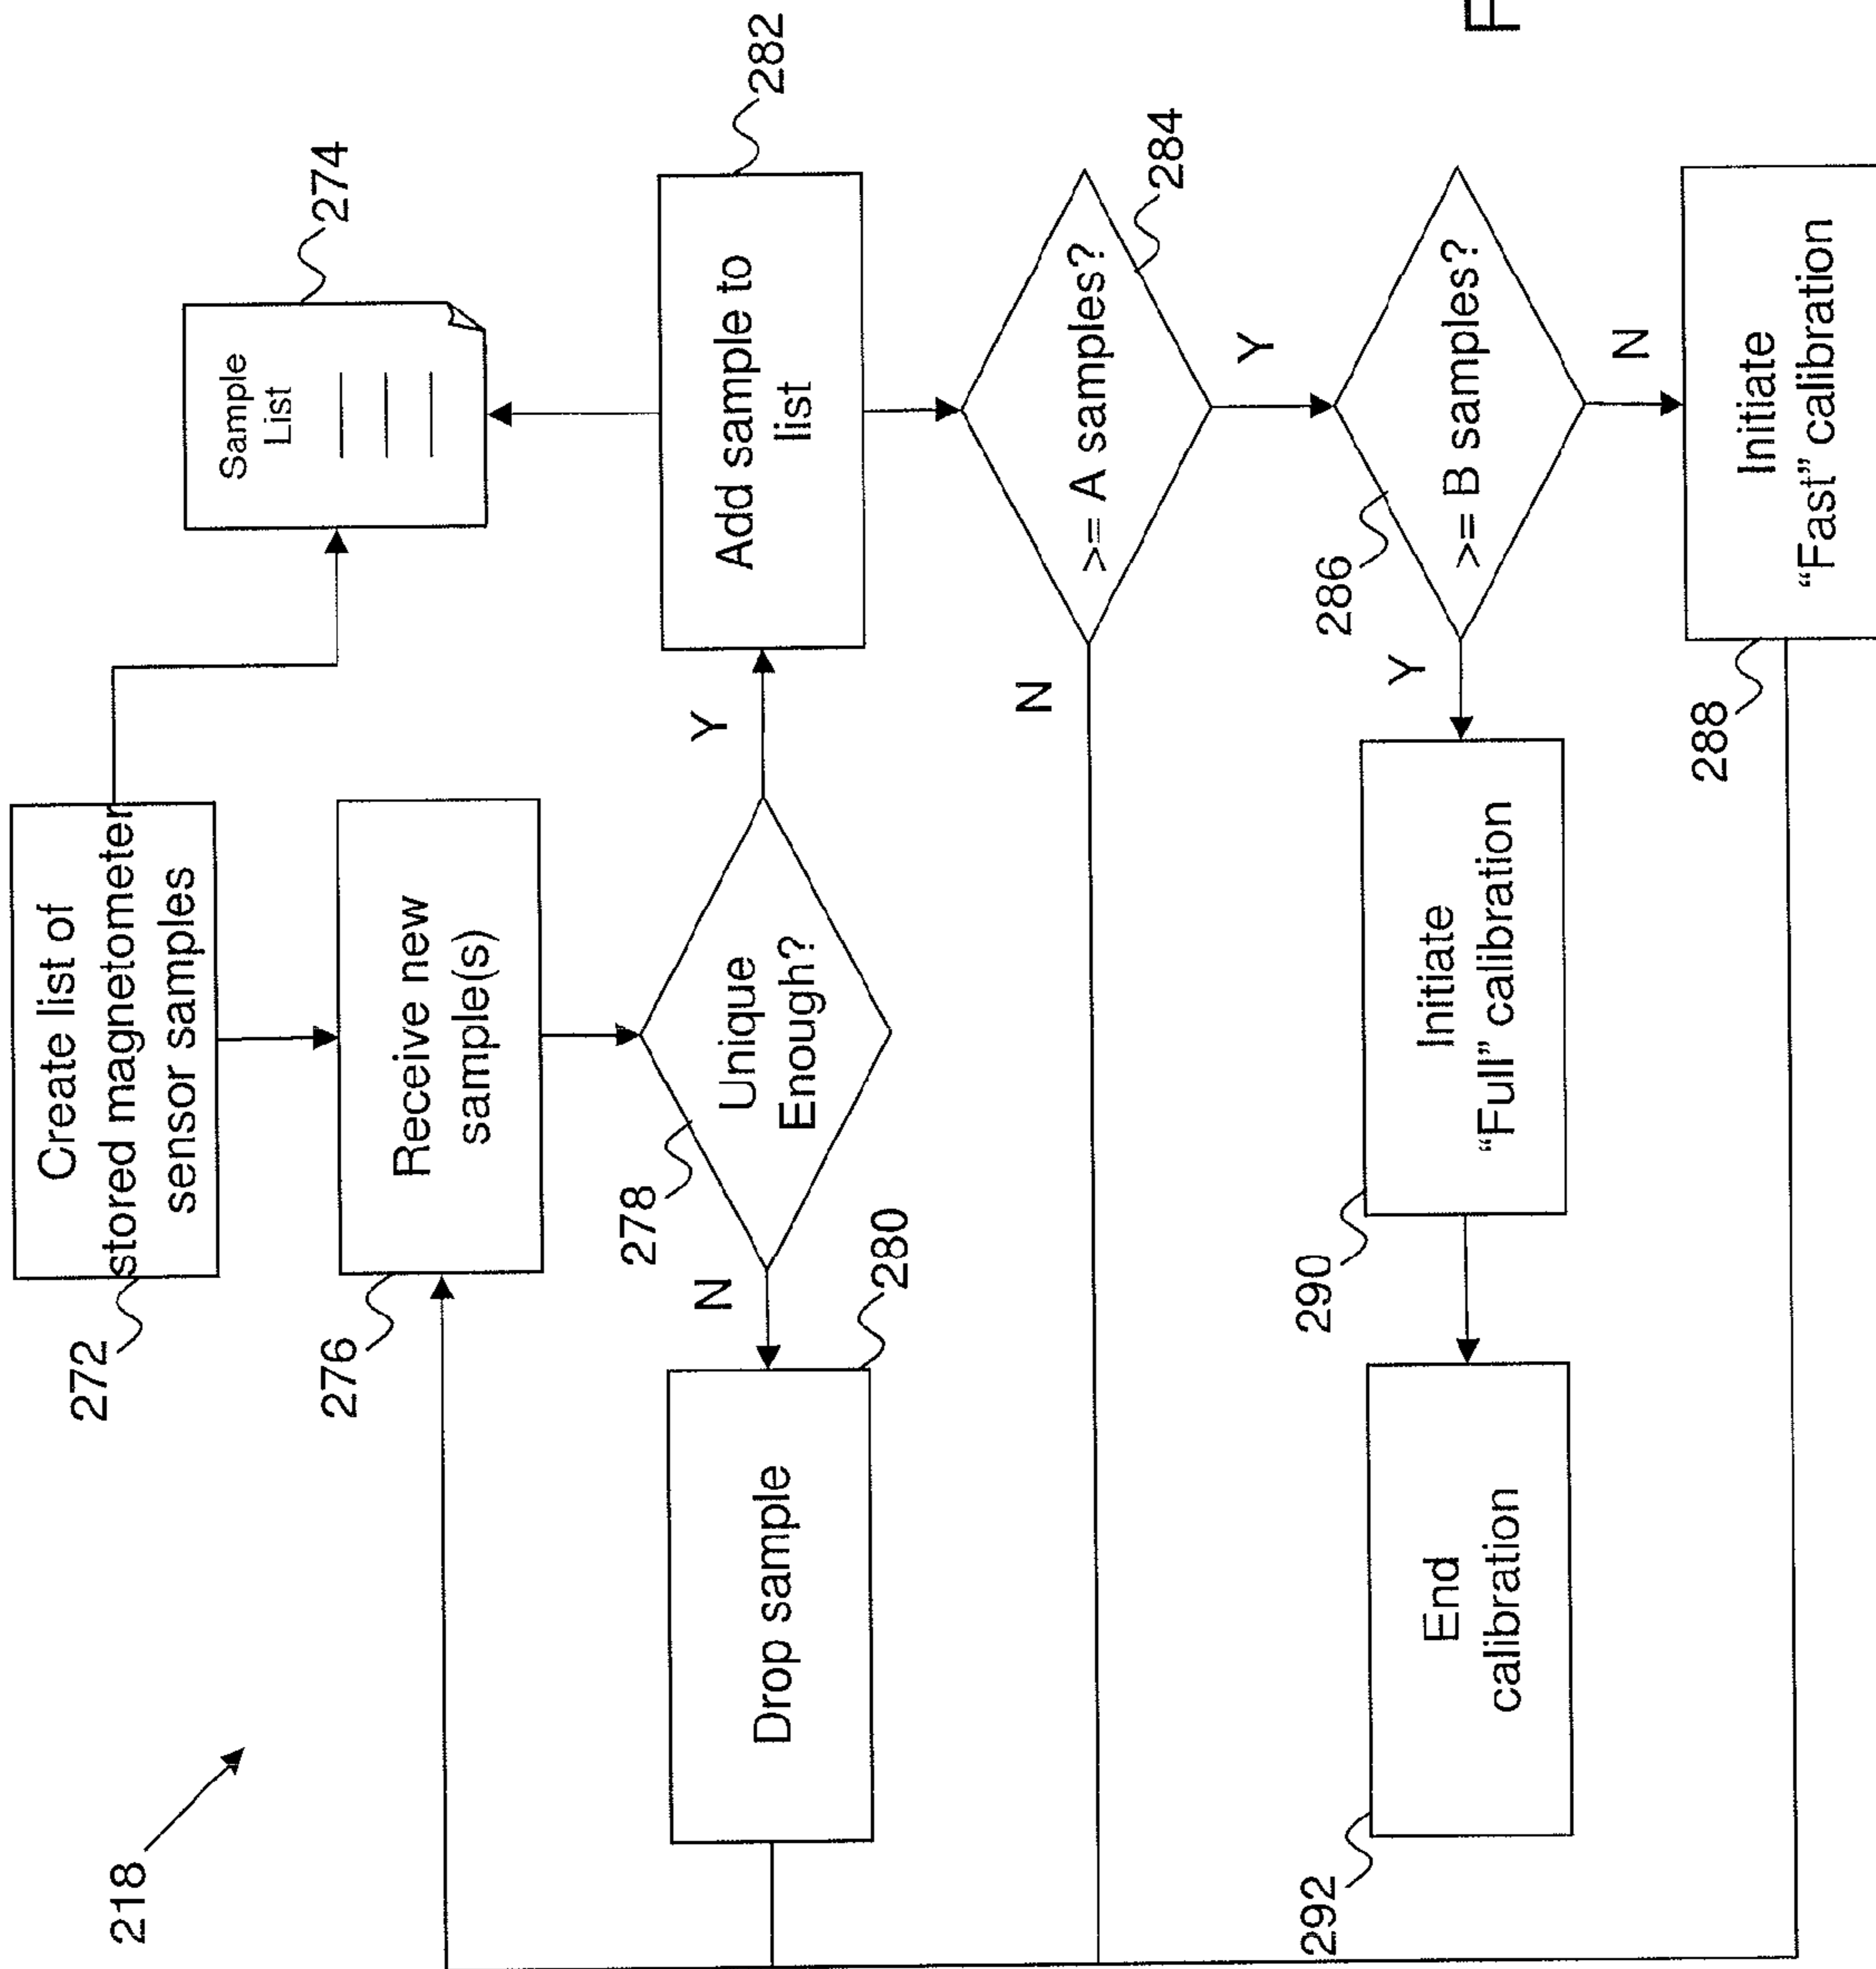 218
272
Create list of
stored magnetometer
sensor samples
Sample
List
274
276
Receive new
sample(s)
278
Unique
Enough?
N
Y
280
Drop sample
Add sample to
list
282
>= A samples?
284
N
Y
286
>= B samples?
Y
N
290
Initiate
"Full" calibration
292
End
calibration
288
Initiate
"Fast" calibration